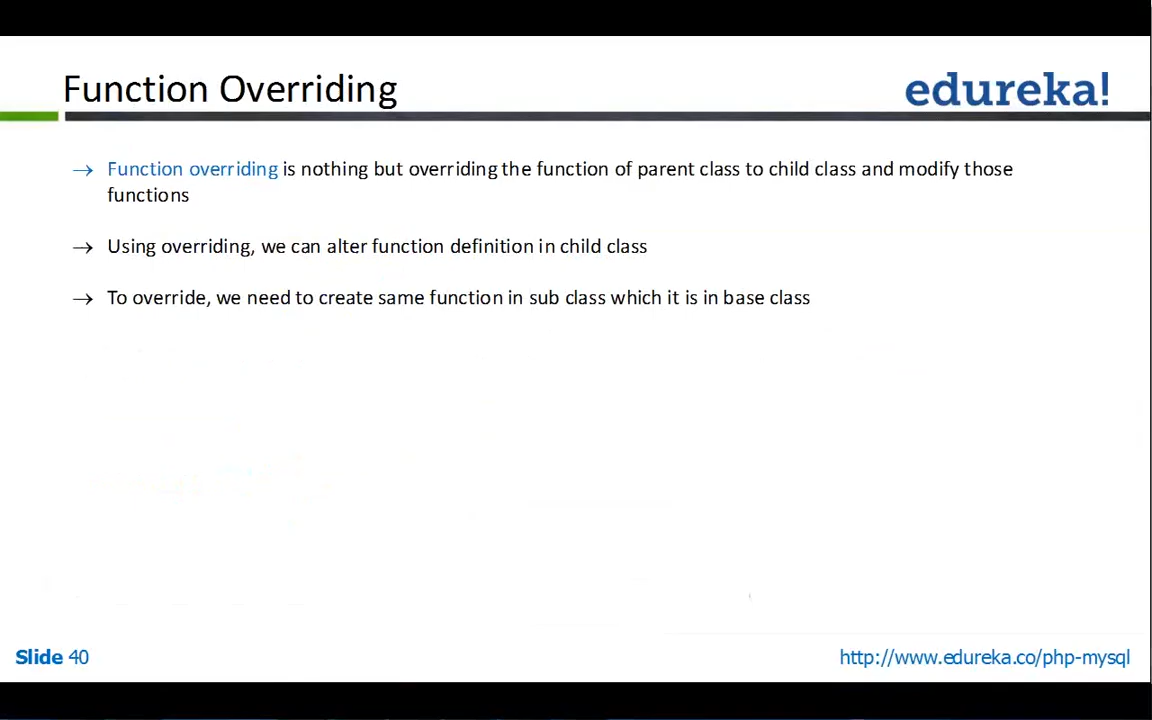 Function Overriding
edureka!
→ Function overriding is nothing but overriding the function of parent class to child class and modify those
functions
→ Using overriding, we can alter function definition in child class
→ To override, we need to create same function in sub class which it is in base class
Slide 40
http://www.edureka.co/php-mysql